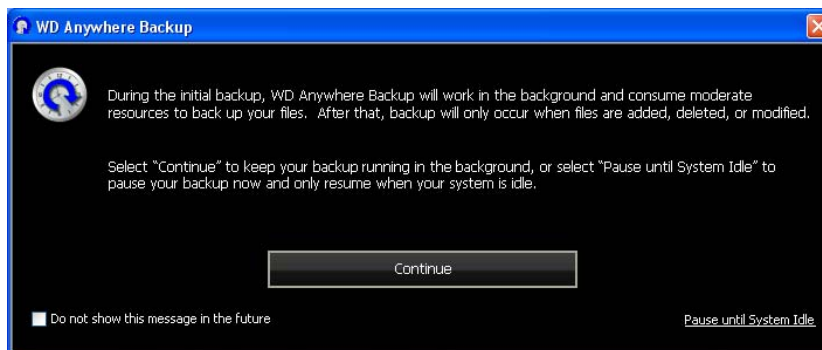 WD Anywhere Backup
During the initial backup, WD Anywhere Backup will work in the background and consume moderate
resources to back up your files. After that, backup will only occur when files are added, deleted, or modified.
Select "Continue" to keep your backup running in the background, or select "Pause until System Idle" to
pause your backup now and only resume when your system is idle.
Continue
Do not show this message in the future
Pause until System Idle